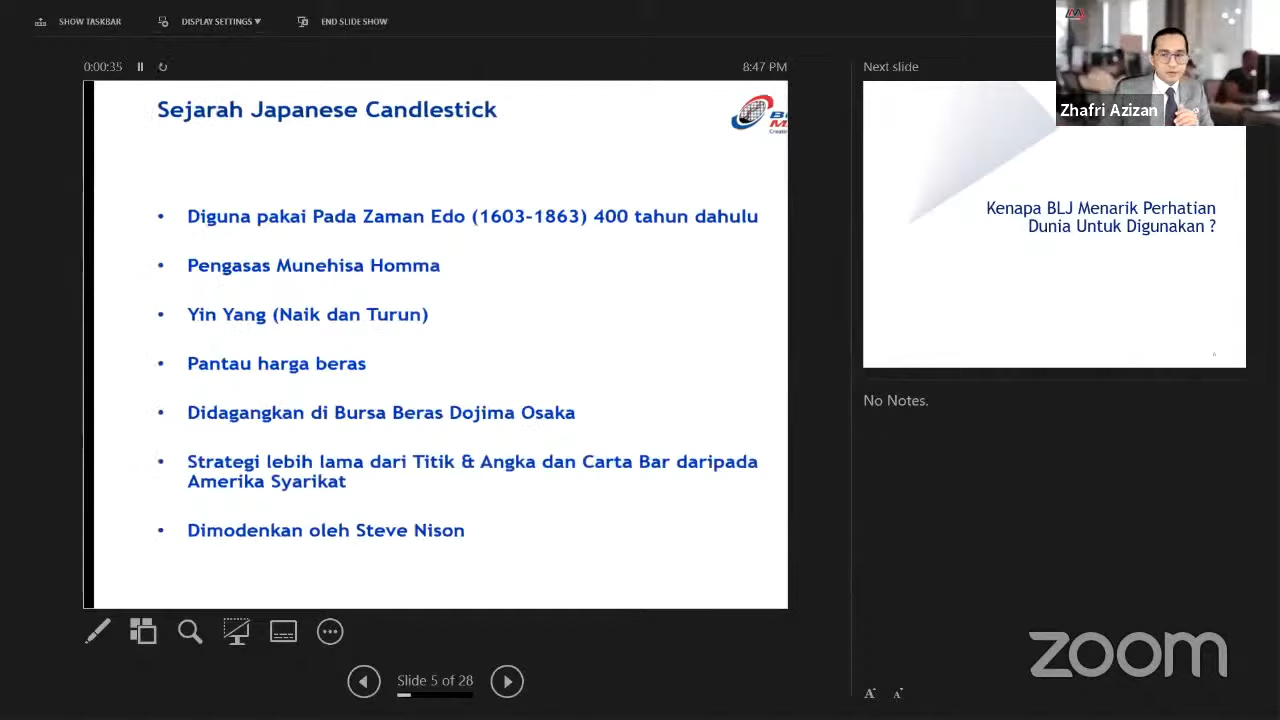 SHOW TASKBAR
DISPLAY SETTINGS
END SLIDE SHOW
0:00:35
8:47 PM
Next slide
Zhafri Azizan
Sejarah Japanese Candlestick
• Diguna pakai Pada Zaman Edo (1603-1863) 400 tahun dahulu
• Pengasas Munehisa Homma
• Yin Yang (Naik dan Turun)
• Pantau harga beras
• Didagangkan di Bursa Beras Dojima Osaka
• Strategi lebih lama dari Titik & Angka dan Carta Bar daripada
Amerika Syarikat
• Dimodenkan oleh Steve Nison
Kenapa BLJ Menarik Perhatian
Dunia Untuk Digunakan ?
No Notes.
Slide 5 of 28
zoom